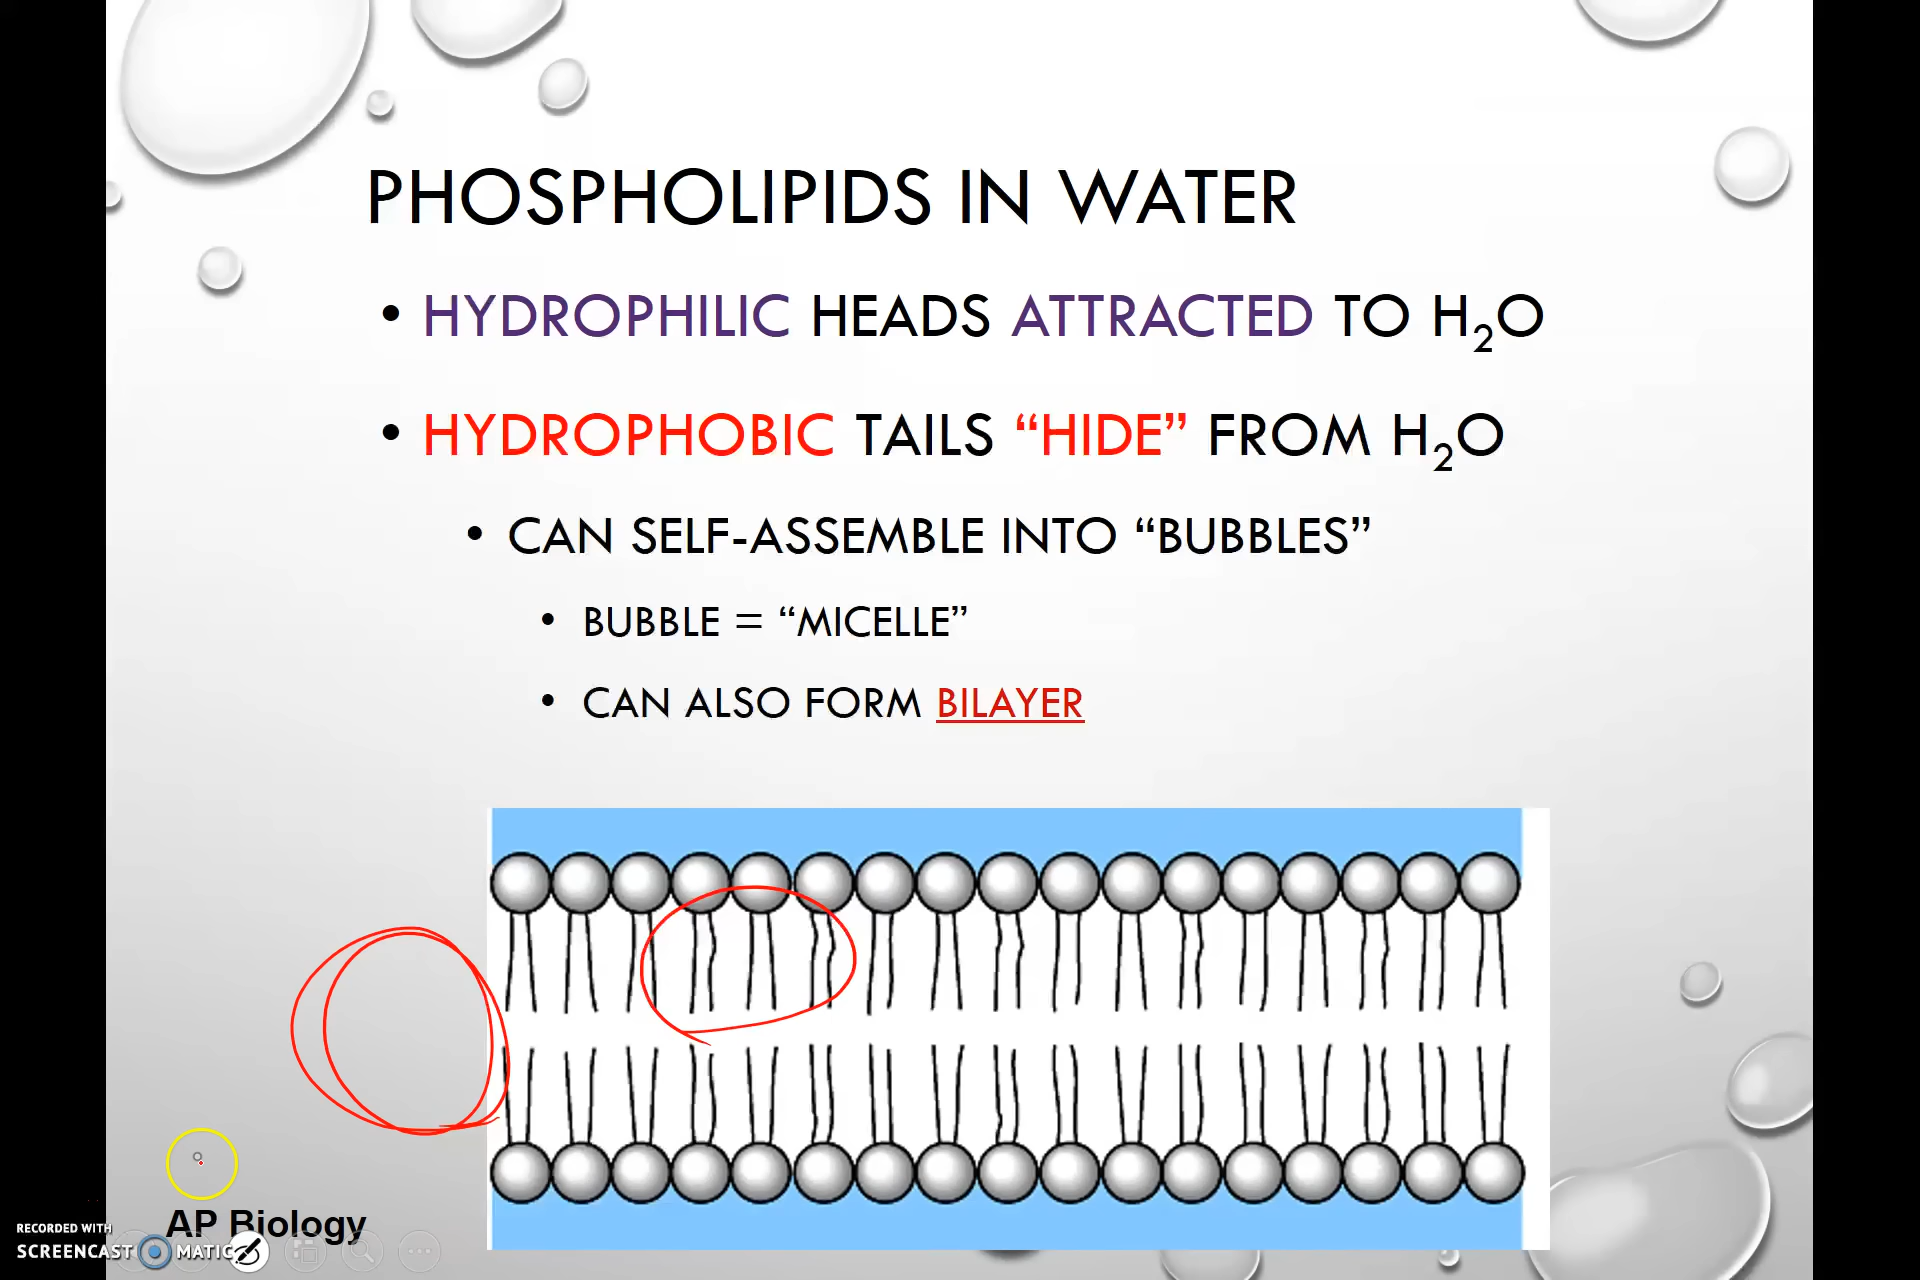 PHOSPHOLIPIDS IN WATER
• HYDROPHILIC HEADS ATTRACTED TO H₂O
• HYDROPHOBIC TAILS “HIDE” FROM H₂O
• CAN SELF-ASSEMBLE INTO “BUBBLES”
• BUBBLE = “MICELLE”
• CAN ALSO FORM BILAYER
AP Biology
RECORDED WITH
SCREENCAST MATIC